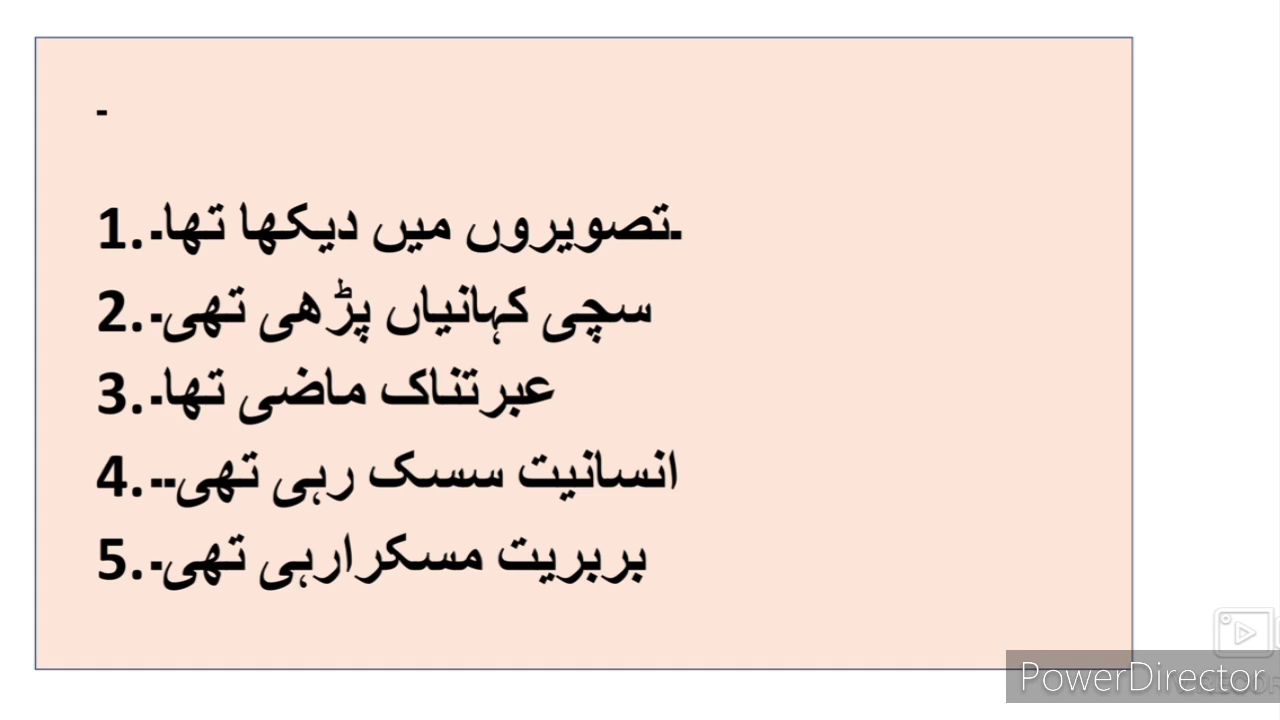 -
1. ۔تصویروں میں دیکھا تھا۔
2. سچی کہانیاں پڑھی تھی۔
3. عبرتناک ماضی تھا۔
4. انسانیت سسک رہی تھی۔۔
5. بربریت مسکرارہی تھی۔
PowerDirector